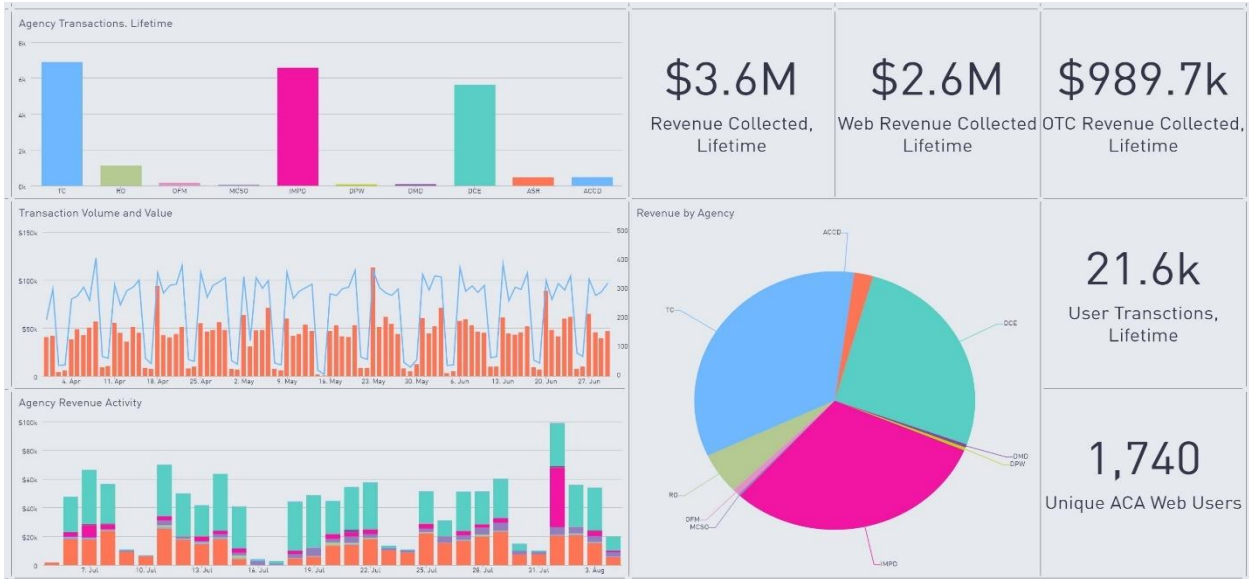 Agency Transactions. Lifetime
8k
6k
4k
2k
0k
TC RO OFM MCSO IMPD DPW DMD DCE ASR ACCD
$3.6M
Revenue Collected,
Lifetime
$2.6M
Web Revenue Collected
Lifetime
$989.7k
OTC Revenue Collected,
Lifetime
Transaction Volume and Value
$150k
$100k
$50k
0
500
400
300
200
100
0
4. Apr 11. Apr 18. Apr 25. Apr 2. May 9. May 16. May 23. May 30. May 6. Jun 13. Jun 20. Jun 27. Jun
Agency Revenue Activity
$100k
$80k
$60k
$40k
$20k
0
7. Jul 10. Jul 13. Jul 16. Jul 19. Jul 22. Jul 25. Jul 28. Jul 31. Jul 3. Aug
Revenue by Agency
ACCD
TC
DCE
DMD
DPW
RO
OFM
MCSO
IMPD
21.6k
User Transctions,
Lifetime
1,740
Unique ACA Web Users